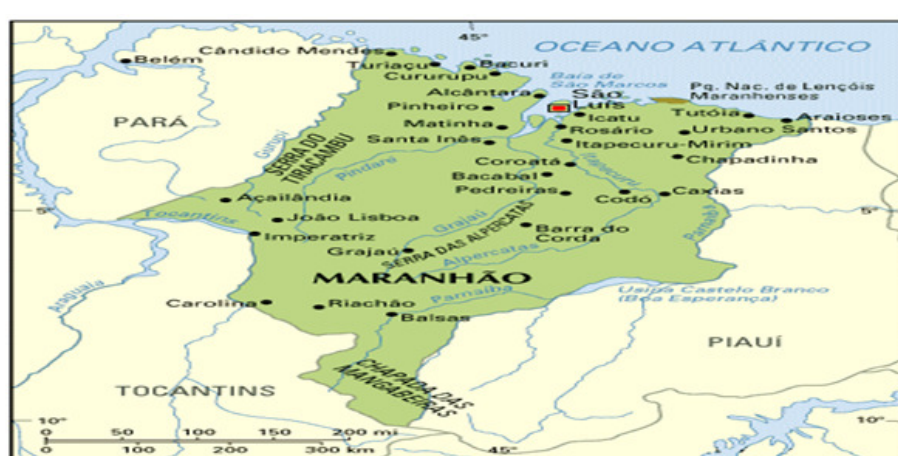 45°
OCEANO ATLÂNTICO
Cândido Mendes
Belém
Turiaçu
Bacuri
Cururupu
Baía de
São Marcos
Alcântara
São
Luís
Pq. Nac. de Lençóis
Maranhenses
PARÁ
Pinheiro
Icatu
Tutóia
Araioses
Matinha
Rosário
Urbano Santos
Gurupi
SERRA DO
TIRACAMBU
Santa Inês
Itapecuru-Mirim
Pindaré
Coroatá
Itapecuru
Chapadinha
Bacabal
Açailândia
Pedreiras
Codó
Caxias
5°
Tocantins
João Lisboa
Grajaú
Parnaíba
5°
Imperatriz
SERRA DAS ALPERCATAS
Barra do
Corda
Grajaú
Alpercatas
MARANHÃO
Araguaia
Carolina
Riachão
Parnaíba
Usina Castelo Branco
(Boa Esperança)
Balsas
PIAUÍ
TOCANTINS
CHAPADA DAS
MANGABEIRAS
10°
10°
0 50 100 150 200 mi
0 100 200 300 km
45°